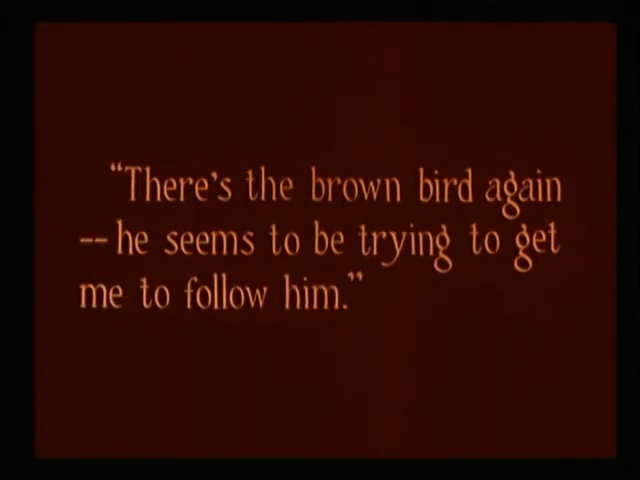 “There’s the brown bird again
-- he seems to be trying to get
me to follow him.”